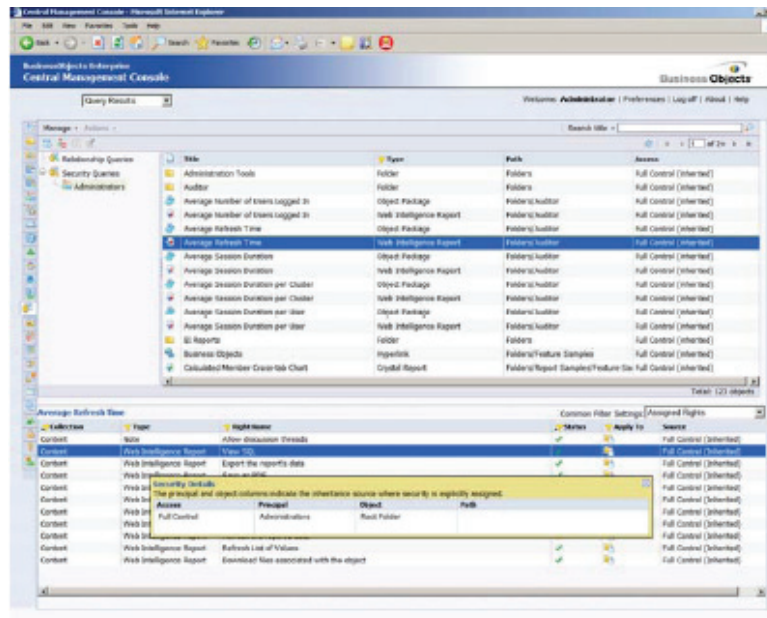 Central Management Console - Microsoft Internet Explorer
File Edit View Favorites Tools Help
Back Search Favorites
BusinessObjects Enterprise
Central Management Console
Business Objects
Query Results
Welcome: Administrator | Preferences | Log off | About | Help
Manage Actions
Search title
1 of 2+
Relationship Queries
Security Queries
Administrators
Title Type Path Access
Administration Tools Folder Folders Full Control (Inherited)
Auditor Folder Folders Full Control (Inherited)
Average Number of Users Logged In Object Package Folders/Auditor Full Control (Inherited)
Average Number of Users Logged In Web Intelligence Report Folders/Auditor Full Control (Inherited)
Average Refresh Time Object Package Folders/Auditor Full Control (Inherited)
Average Refresh Time Web Intelligence Report Folders/Auditor Full Control (Inherited)
Average Session Duration Object Package Folders/Auditor Full Control (Inherited)
Average Session Duration Web Intelligence Report Folders/Auditor Full Control (Inherited)
Average Session Duration per Cluster Object Package Folders/Auditor Full Control (Inherited)
Average Session Duration per Cluster Web Intelligence Report Folders/Auditor Full Control (Inherited)
Average Session Duration per User Object Package Folders/Auditor Full Control (Inherited)
Average Session Duration per User Web Intelligence Report Folders/Auditor Full Control (Inherited)
Reports Folder Folders Full Control (Inherited)
Business Objects Hyperlink Folders/Feature Samples Full Control (Inherited)
Calculated Member Cross-tab Chart Crystal Report Folders/Report Samples/Feature Full Control (Inherited)
Total: 121 objects
Average Refresh Time
Common Filter Settings: Assigned Rights
Collection Type Right Name Status Apply To Source
Content Note Allow discussion threads Full Control (Inherited)
Content Web Intelligence Report View SQL Full Control (Inherited)
Content Web Intelligence Report Export the report's data Full Control (Inherited)
Content Web Full Control (Inherited)
Security Details
The principal and object columns indicate the inheritance source where security is explicitly assigned.
Access Principal Object Path
Full Control Administrators Root Folder
Content Web Intelligence Report Refresh List of Values Full Control (Inherited)
Content Web Intelligence Report Download files associated with the object Full Control (Inherited)